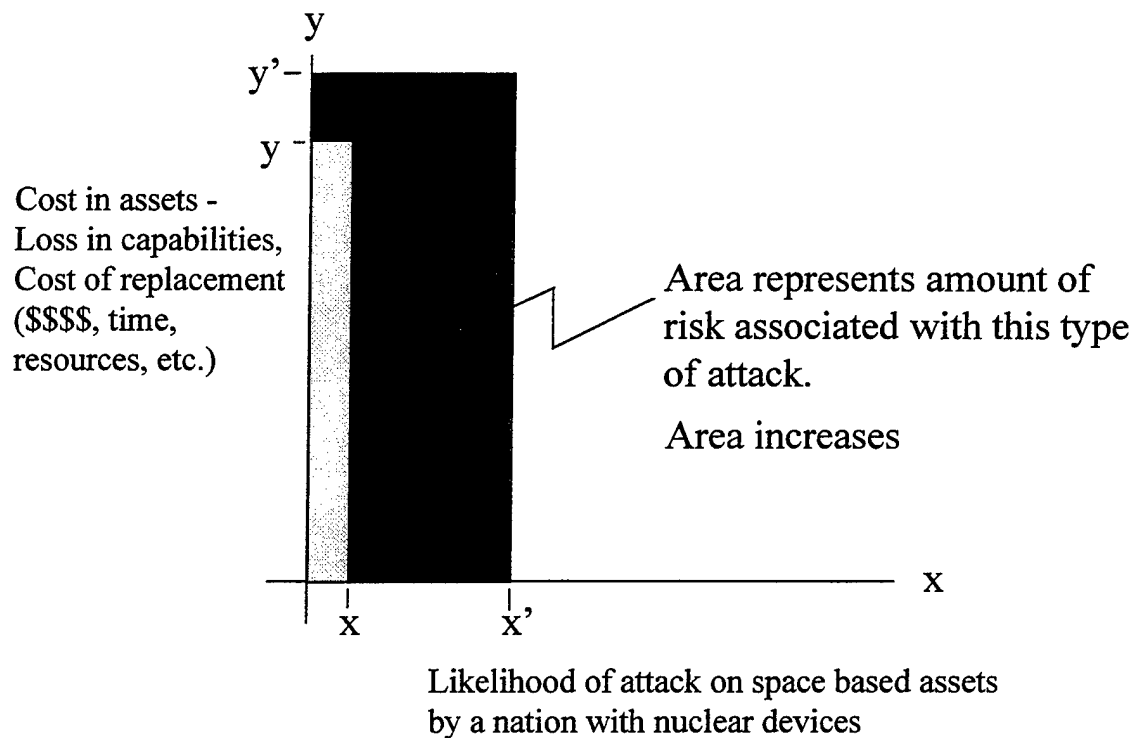 y
y’
y
Cost in assets -
Loss in capabilities,
Cost of replacement
($$$$, time,
resources, etc.)
Area represents amount of
risk associated with this type
of attack.
Area increases
x
x
x’
Likelihood of attack on space based assets
by a nation with nuclear devices